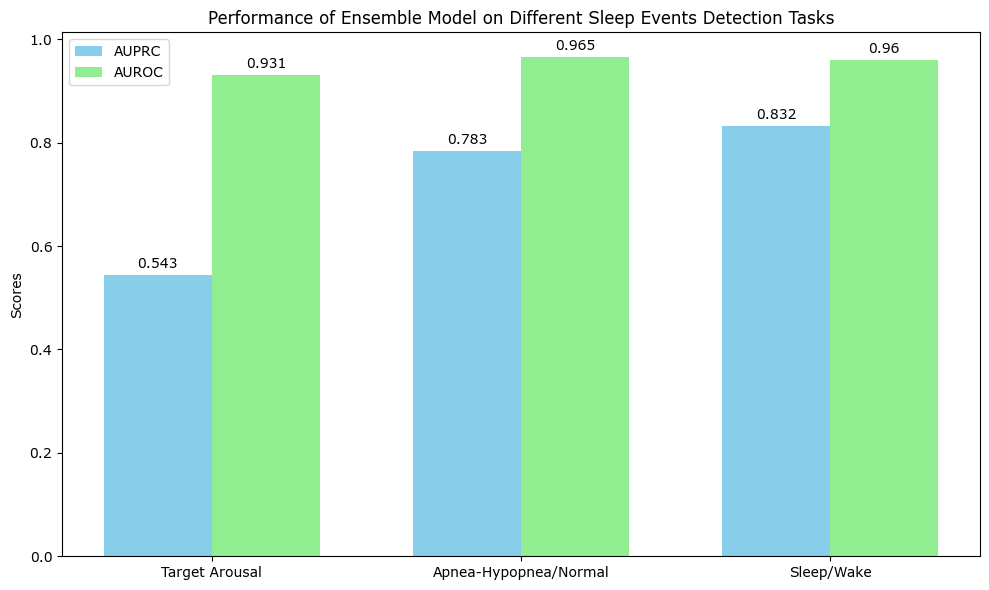 Performance of Ensemble Model on Different Sleep Events Detection Tasks
AUPRC
AUROC
1.0
0.8
0.6
0.4
0.2
0.0
Scores
0.543
0.931
0.783
0.965
0.832
0.96
Target Arousal
Apnea-Hypopnea/Normal
Sleep/Wake